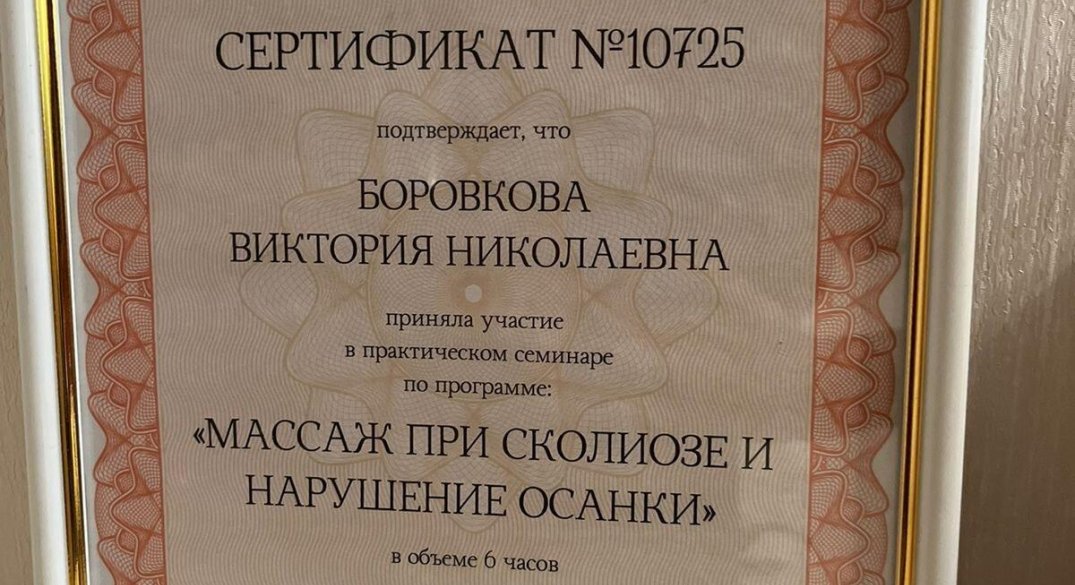 СЕРТИФИКАТ №10725
подтверждает, что
БОРОВКОВА
ВИКТОРИЯ НИКОЛАЕВНА
приняла участие
в практическом семинаре
по программе:
«МАССАЖ ПРИ СКОЛИОЗЕ И
НАРУШЕНИЕ ОСАНКИ»
в объеме 6 часов